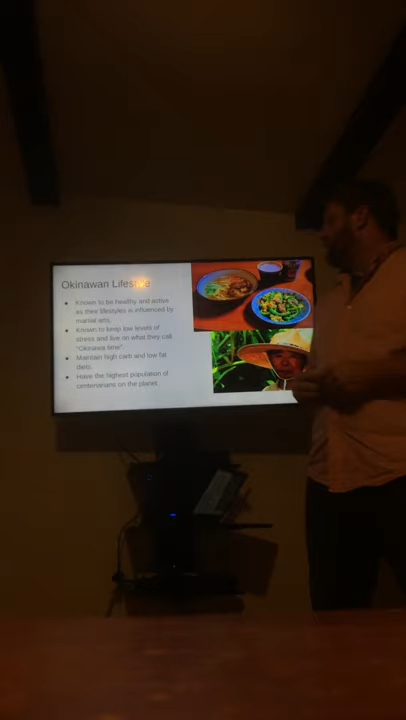 Okinawan Lifestyle
Known to be healthy and active
as their lifestyles is influenced by
martial arts.
Known to keep low levels of
stress and live on what they call
"Okinawa time".
Maintain high carb and low fat
diets.
Have the highest population of
centenarians on the planet.